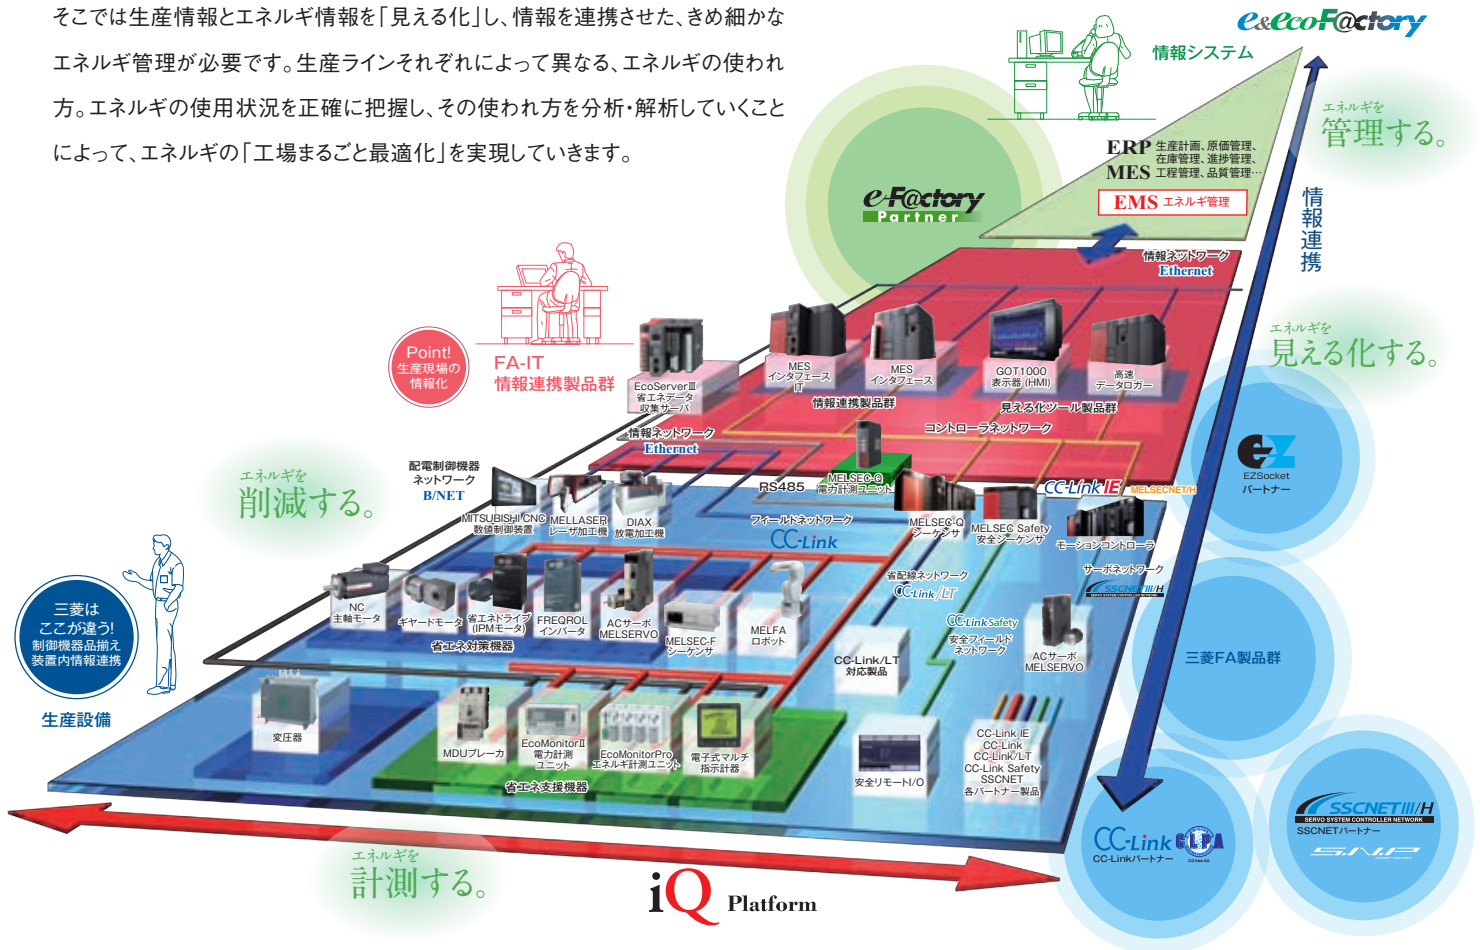 そこでは生産情報とエネルギ情報を「見える化」し、情報を連携させた、きめ細かな
エネルギ管理が必要です。生産ラインそれぞれによって異なる、エネルギの使われ
方。エネルギの使用状況を正確に把握し、その使われ方を分析・解析していくこと
によって、エネルギの「工場まるごと最適化」を実現していきます。
e&ecoF@ctory
情報システム
エネルギを
管理する。
ERP 生産計画、原価管理、
在庫管理、進捗管理、
MES 工程管理、品質管理…
EMS エネルギ管理
e-F@ctory
Partner
情報連携
情報ネットワーク
Ethernet
エネルギを
見える化する。
Point!
生産現場の
情報化
FA-IT
情報連携製品群
EcoServerⅢ
省エネデータ
収集サーバ
MES
インタフェース
IT
MES
インタフェース
GOT1000
表示器 (HMI)
高速
データロガー
情報連携製品群
見える化ツール製品群
情報ネットワーク
Ethernet
コントローラネットワーク
エネルギを
削減する。
配電制御機器
ネットワーク
B/NET
RS485
MELSEC-Q
電力計測ユニット
CC-Link IE
MELSECNET/H
eZ
EZSocket
パートナー
MITSUBISHI CNC
数値制御装置
MELLASER
レーザ加工機
DIAX
放電加工機
フィールドネットワーク
CC-Link
MELSEC-Q
シーケンサ
MELSEC Safety
安全シーケンサ
モーションコントローラ
サーボネットワーク
SSCNETⅢ/H
SERVO SYSTEM CONTROLLER NETWORK
省配線ネットワーク
CC-Link/LT
三菱は
ここが違う!
制御機器品揃え
装置内情報連携
生産設備
NC
主軸モータ
ギヤードモータ
省エネドライブ
(IPMモータ)
FREQROL
インバータ
ACサーボ
MELSERVO
MELSEC-F
シーケンサ
MELFA
ロボット
省エネ対策機器
CC-Link Safety
安全フィールド
ネットワーク
ACサーボ
MELSERVO
CC-Link/LT
対応製品
三菱FA製品群
変圧器
MDUブレーカ
EcoMonitorⅡ
電力計測
ユニット
EcoMonitorPro
エネルギ計測ユニット
電子式マルチ
指示計器
省エネ支援機器
安全リモートI/O
CC-Link IE
CC-Link
CC-Link/LT
CC-Link Safety
SSCNET
各パートナー製品
エネルギを
計測する。
iQ Platform
CC-Link
CLPA
CC-Linkパートナー
SSCNETⅢ/H
SERVO SYSTEM CONTROLLER NETWORK
SSCNETパートナー
S.N.P